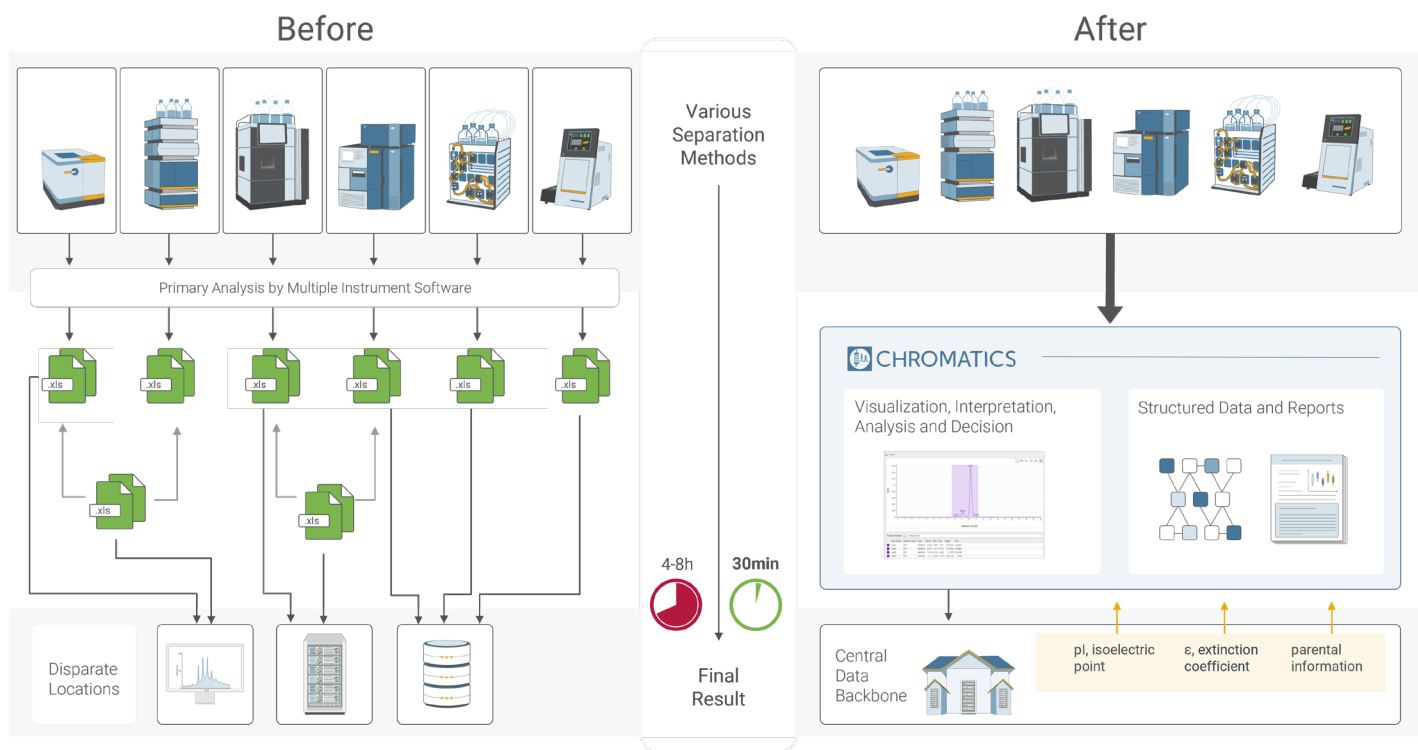 Before
After
Various
Separation
Methods
Primary Analysis by Multiple Instrument Software
.xls
.xls
.xls
.xls
.xls
.xls
.xls
.xls
CHROMATICS
Visualization, Interpretation,
Analysis and Decision
Structured Data and Reports
4-8h
30min
Disparate
Locations
Final
Result
Central
Data
Backbone
pI, isoelectric
point
ε, extinction
coefficient
parental
information